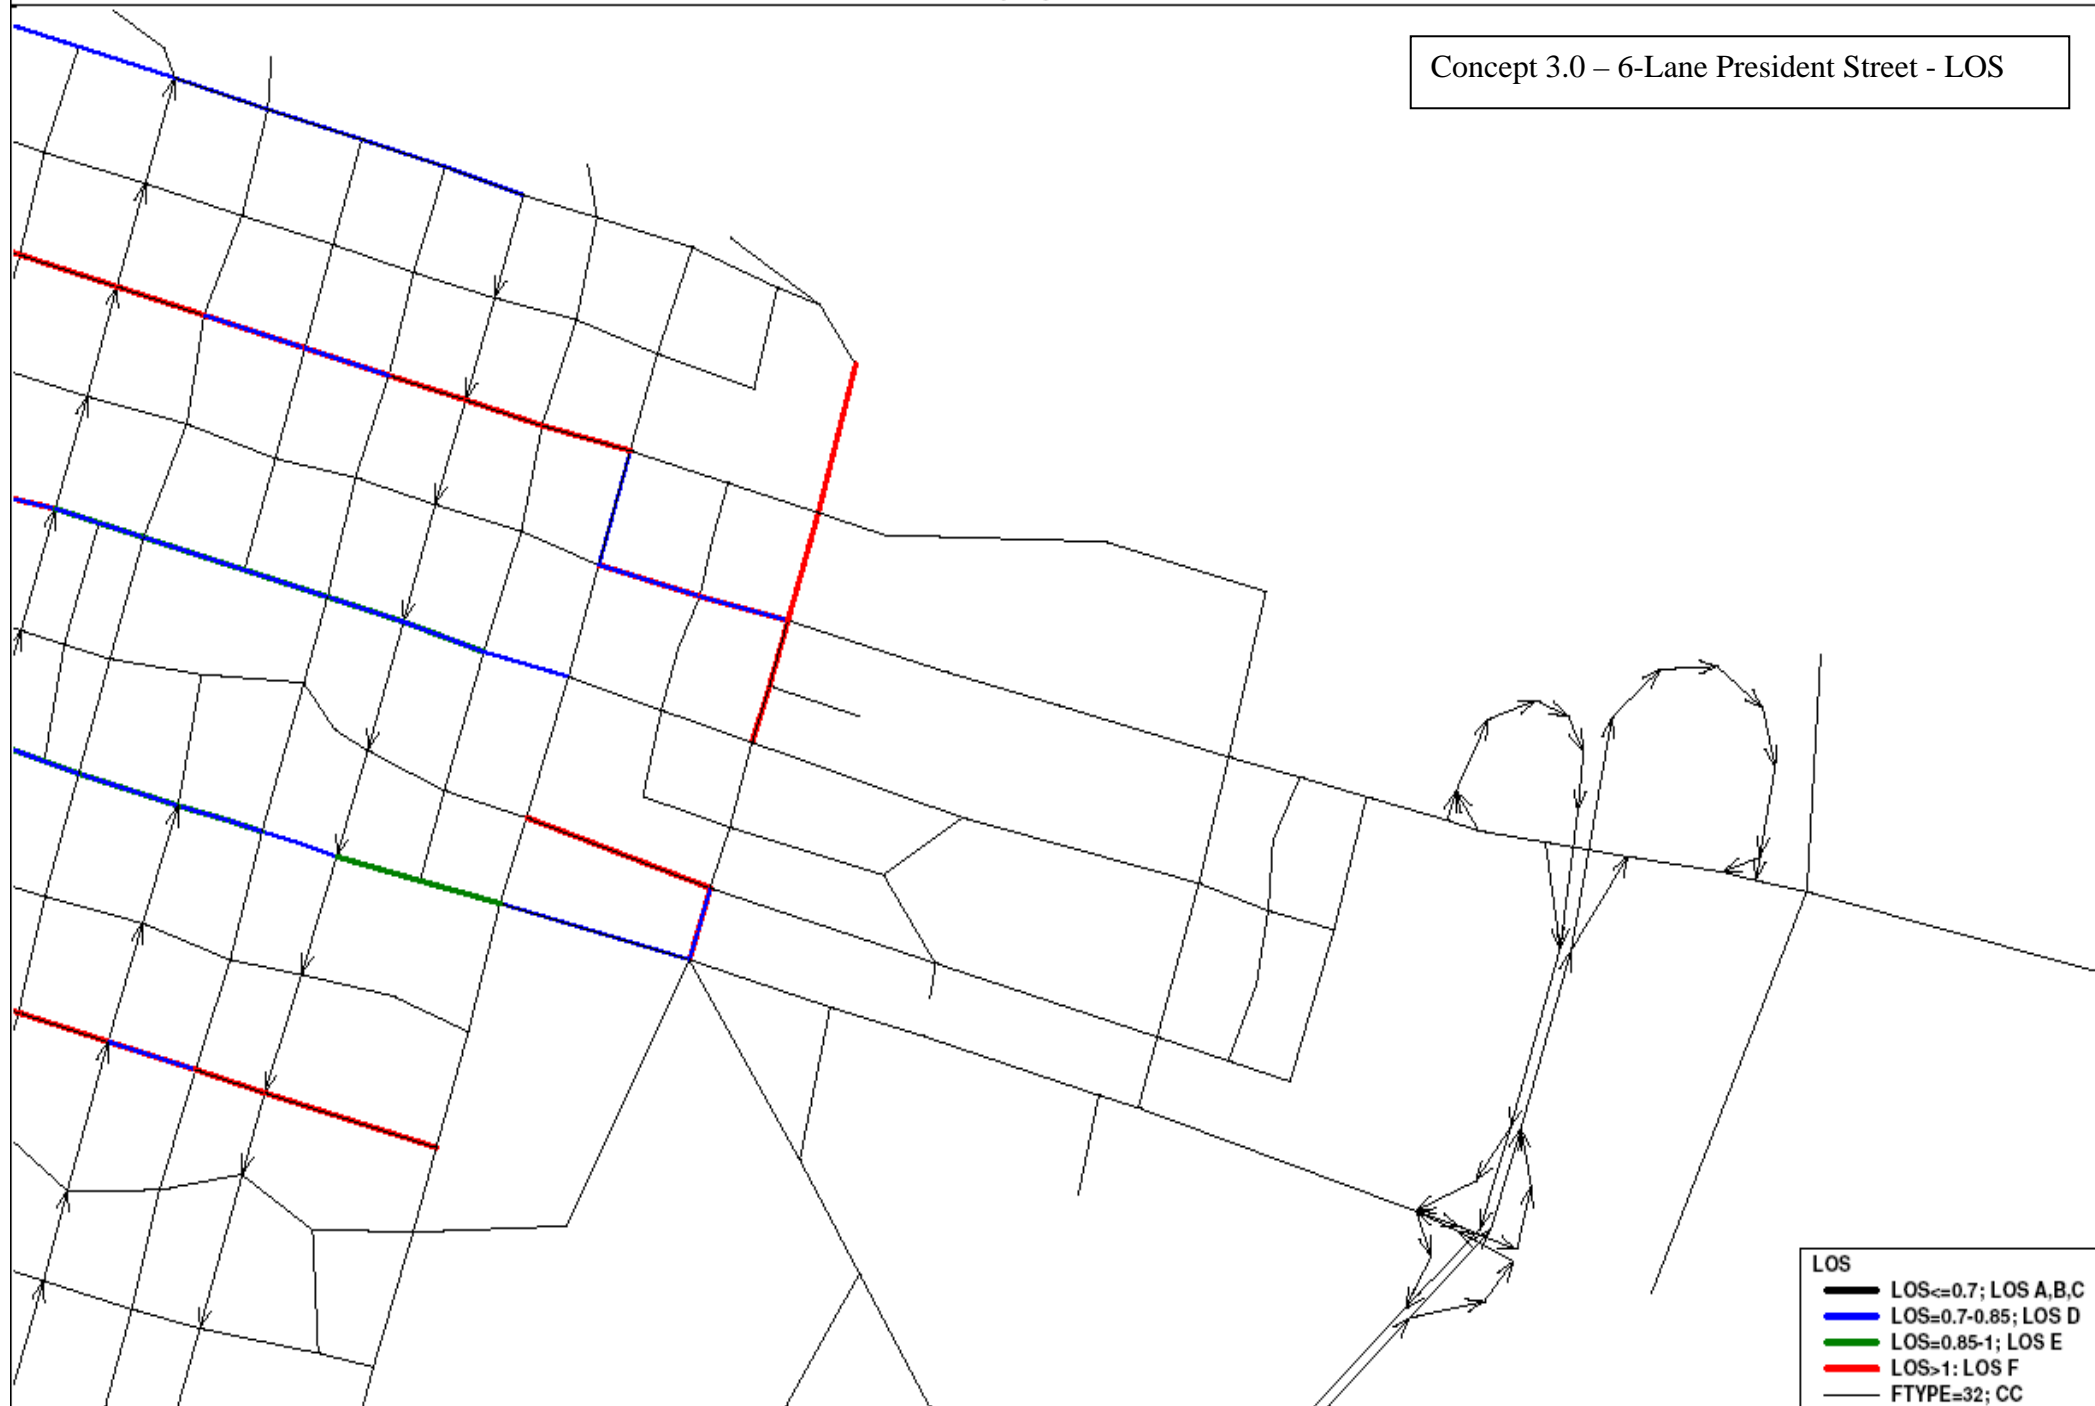 Concept 3.0 – 6-Lane President Street - LOS
LOS
LOS<=0.7; LOS A,B,C
LOS=0.7-0.85; LOS D
LOS=0.85-1; LOS E
LOS>1: LOS F
FTYPE=32; CC